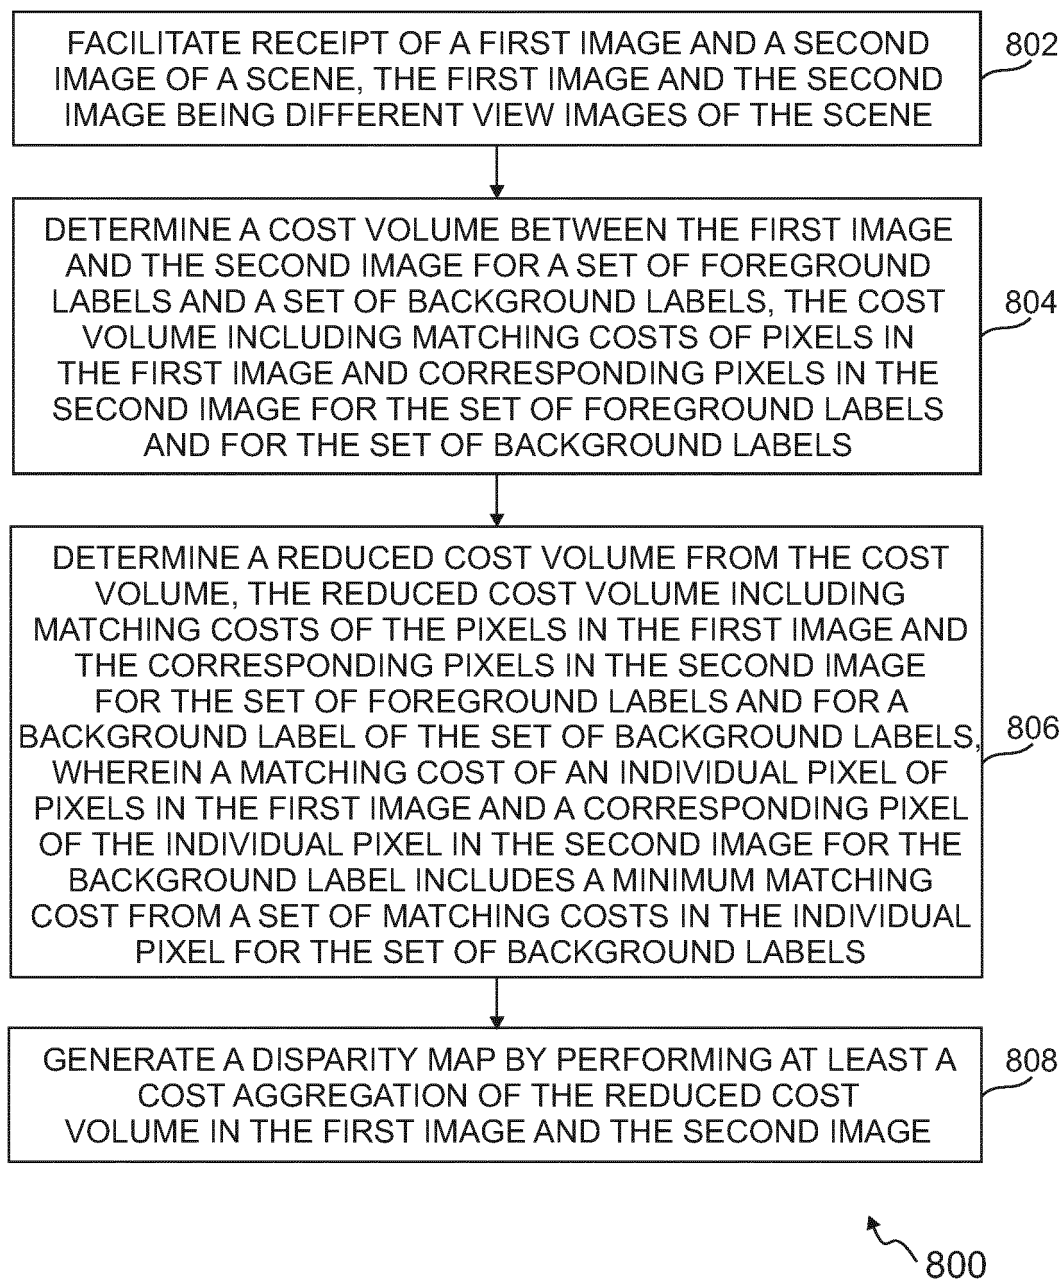 FACILITATE RECEIPT OF A FIRST IMAGE AND A SECOND
IMAGE OF A SCENE, THE FIRST IMAGE AND THE SECOND
IMAGE BEING DIFFERENT VIEW IMAGES OF THE SCENE
802
DETERMINE A COST VOLUME BETWEEN THE FIRST IMAGE
AND THE SECOND IMAGE FOR A SET OF FOREGROUND
LABELS AND A SET OF BACKGROUND LABELS, THE COST
VOLUME INCLUDING MATCHING COSTS OF PIXELS IN
THE FIRST IMAGE AND CORRESPONDING PIXELS IN THE
SECOND IMAGE FOR THE SET OF FOREGROUND LABELS
AND FOR THE SET OF BACKGROUND LABELS
804
DETERMINE A REDUCED COST VOLUME FROM THE COST
VOLUME, THE REDUCED COST VOLUME INCLUDING
MATCHING COSTS OF THE PIXELS IN THE FIRST IMAGE AND
THE CORRESPONDING PIXELS IN THE SECOND IMAGE
FOR THE SET OF FOREGROUND LABELS AND FOR A
BACKGROUND LABEL OF THE SET OF BACKGROUND LABELS,
WHEREIN A MATCHING COST OF AN INDIVIDUAL PIXEL OF
PIXELS IN THE FIRST IMAGE AND A CORRESPONDING PIXEL
OF THE INDIVIDUAL PIXEL IN THE SECOND IMAGE FOR THE
BACKGROUND LABEL INCLUDES A MINIMUM MATCHING
COST FROM A SET OF MATCHING COSTS IN THE INDIVIDUAL
PIXEL FOR THE SET OF BACKGROUND LABELS
806
GENERATE A DISPARITY MAP BY PERFORMING AT LEAST A
COST AGGREGATION OF THE REDUCED COST
VOLUME IN THE FIRST IMAGE AND THE SECOND IMAGE
808
800